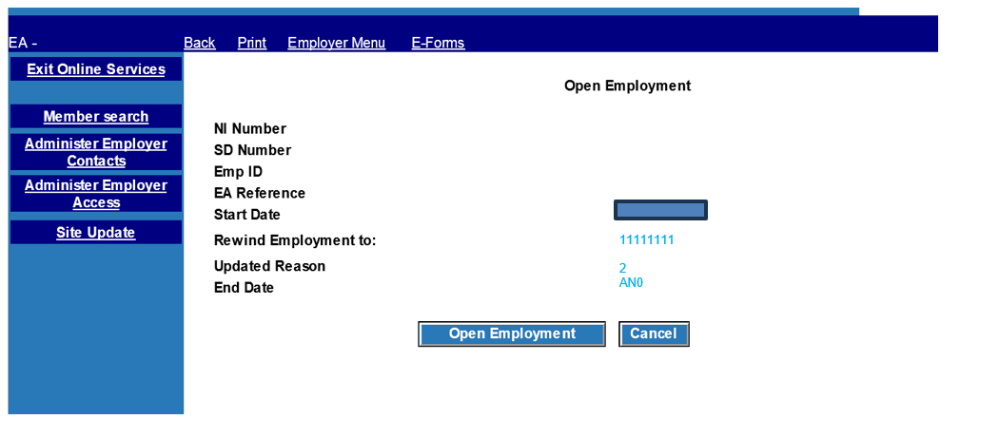 EA - Back Print Employer Menu E-Forms
Exit Online Services
Open Employment
Member search
Administer Employer
Contacts
Administer Employer
Access
Site Update
NI Number
SD Number
Emp ID
EA Reference
Start Date
Rewind Employment to: 11111111
Updated Reason 2
End Date AN0
Open Employment Cancel